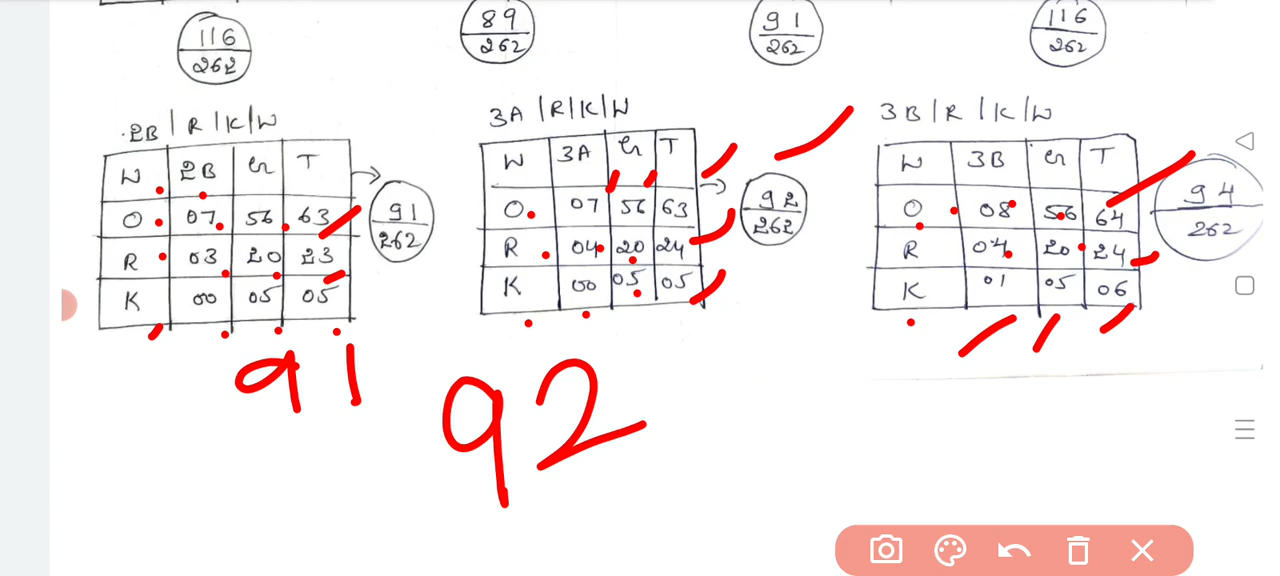 116
262
89
262
91
262
116
262
2B|R|K|W
W 2B G T
O 07 56 63
R 03 20 23
K 00 05 05
91
262
3A|R|K|W
W 3A G T
O 07 56 63
R 04 20 24
K 00 05 05
92
262
3B|R|K|W
W 3B G T
O 08 56 64
R 04 20 24
K 01 05 06
94
262
91
92